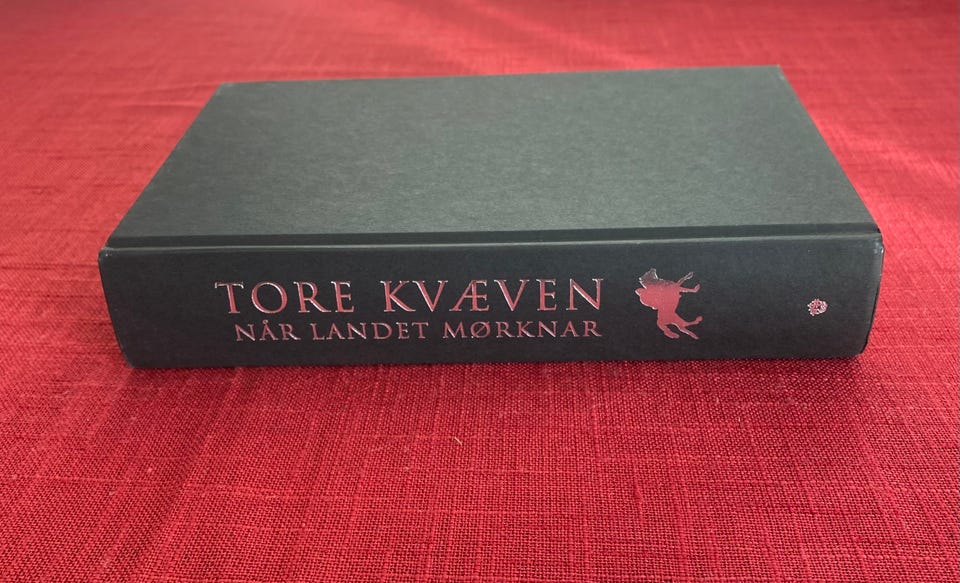 TORE KVÆVEN
NÅR LANDET MØRKNAR